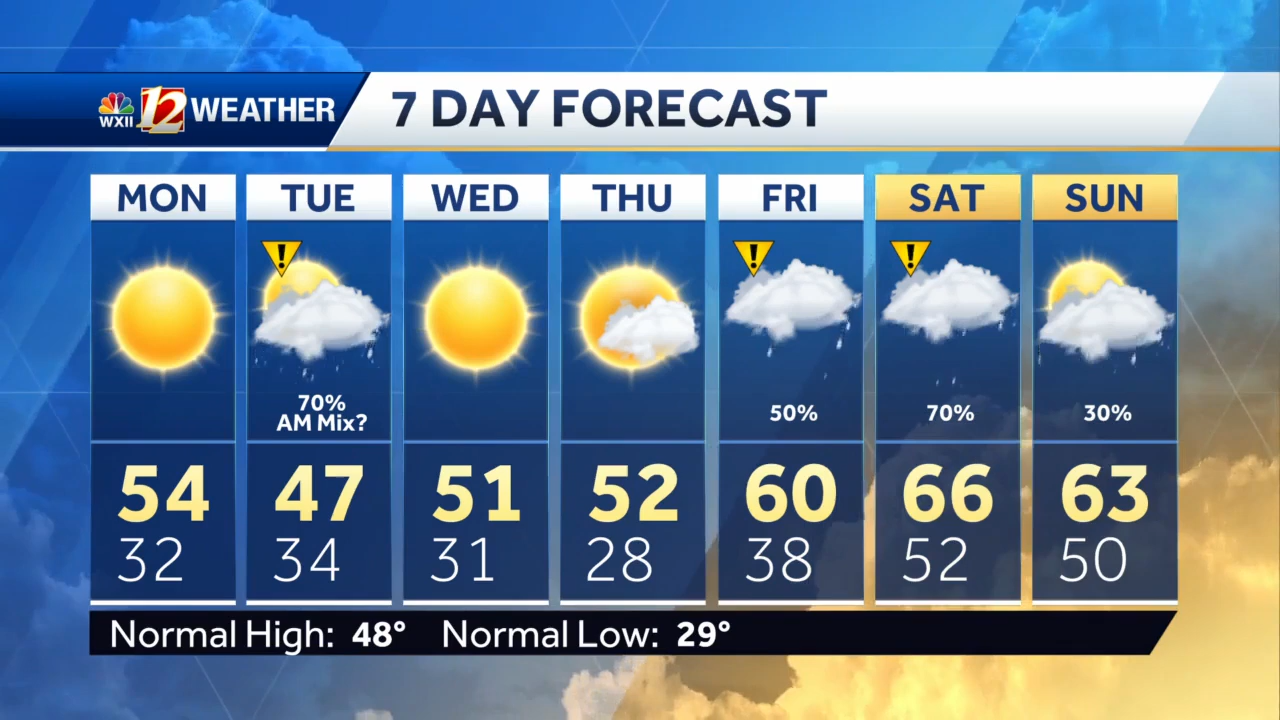 WXII 12 WEATHER
7 DAY FORECAST
MON TUE WED THU FRI SAT SUN
! ! !
70%
AM Mix?
50% 70% 30%
54 47 51 52 60 66 63
32 34 31 28 38 52 50
Normal High: 48° Normal Low: 29°